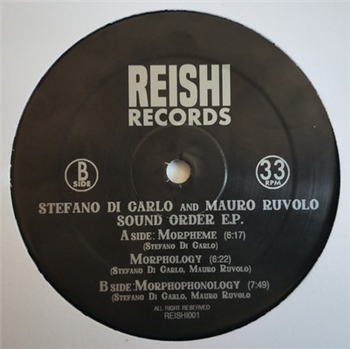 REISHI
RECORDS
B
SIDE
33
RPM
STEFANO DI CARLO AND MAURO RUVOLO
SOUND ORDER E.P.
A SIDE: MORPHEME (6:17)
(STEFANO DI CARLO)
MORPHOLOGY (6:22)
(STEFANO DI CARLO, MAURO RUVOLO)
B SIDE: MORPHOPHONOLOGY (7:49)
(STEFANO DI CARLO, MAURO RUVOLO
ALL RIGHT RESERVED
REISHI001